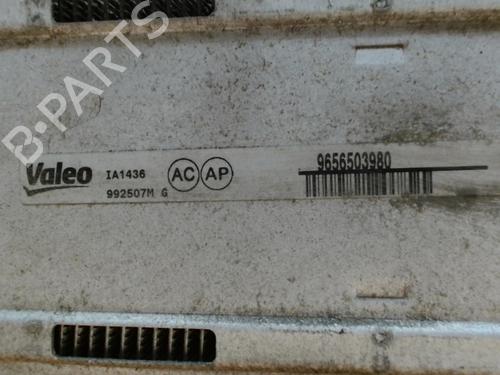 B-PARTS
Valeo
IA1436
992507M G
AC
AP
9656503980